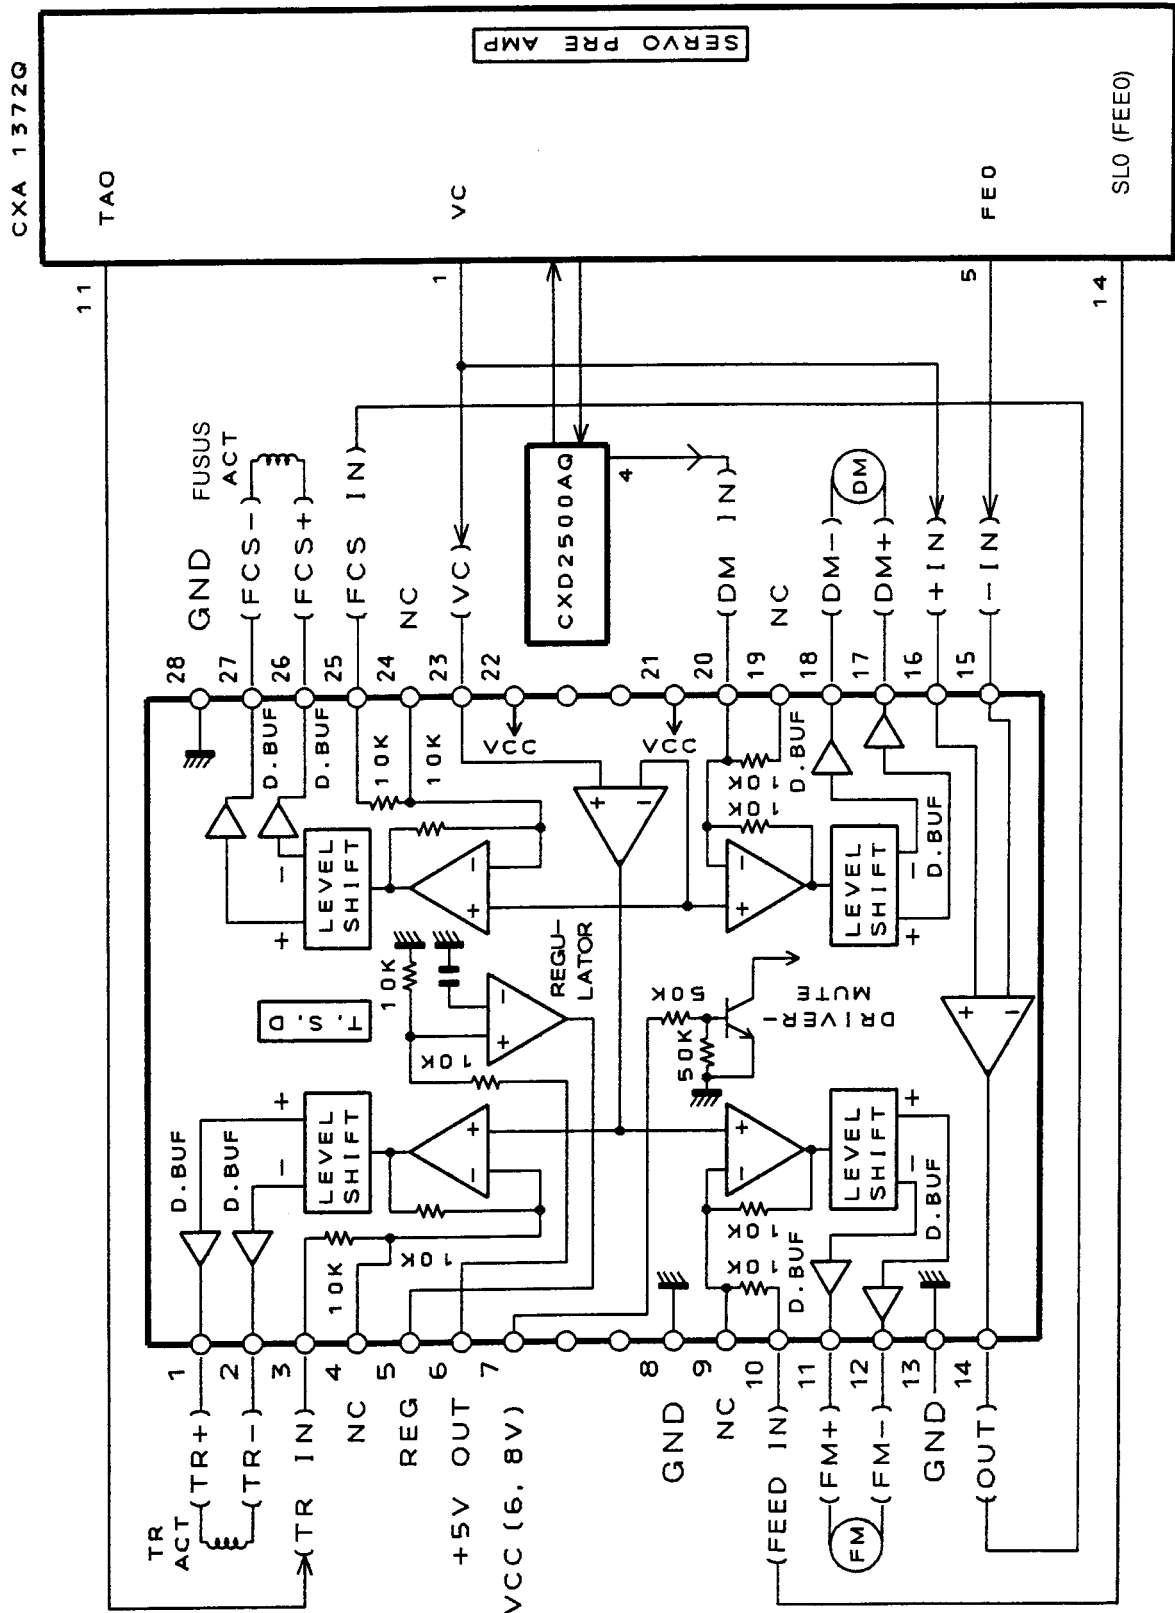 CXA 1372Q
SERVO PRE AMP
TAO
VC
FEO
SLO (FEEO)
11
1
5
14
FUSUS
ACT
GND
(FCS-)
(FCS+)
(FCS IN)
NC
(VC)
CXD2500AQ
4
(DM IN)
NC
(DM-)
(DM+)
DM
(+IN)
(-IN)
28
27
26
25
24
23
22
21
20
19
18
17
16
15
D.BUF
D.BUF
10K
10K
VCC
VCC
10K
10K
D.BUF
D.BUF
+
-
LEVEL
SHIFT
-
+
+
-
-
+
LEVEL
SHIFT
-
+
+
-
T.S.D
10K
-
+
REGU-
LATOR
10K
50K
50K
DRIVER-
MUTE
D.BUF
D.BUF
+
-
LEVEL
SHIFT
+
-
10K
10K
+
-
10K
10K
LEVEL
SHIFT
+
-
D.BUF
D.BUF
1
2
3
4
5
6
7
8
9
10
11
12
13
14
TR
ACT
(TR+)
(TR-)
(TR IN)
NC
REG
+5V OUT
VCC (6. 8V)
GND
NC
(FEED IN)
(FM+)
(FM-)
FM
GND
(OUT)